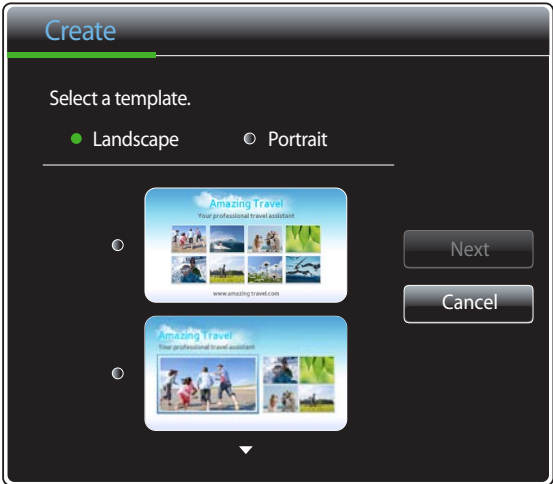 Create
Select a template.
Landscape Portrait
Amazing Travel
Your professional travel assistant
www.amazing travel.com
Next
Cancel
Amazing Travel
Your professional travel assistant